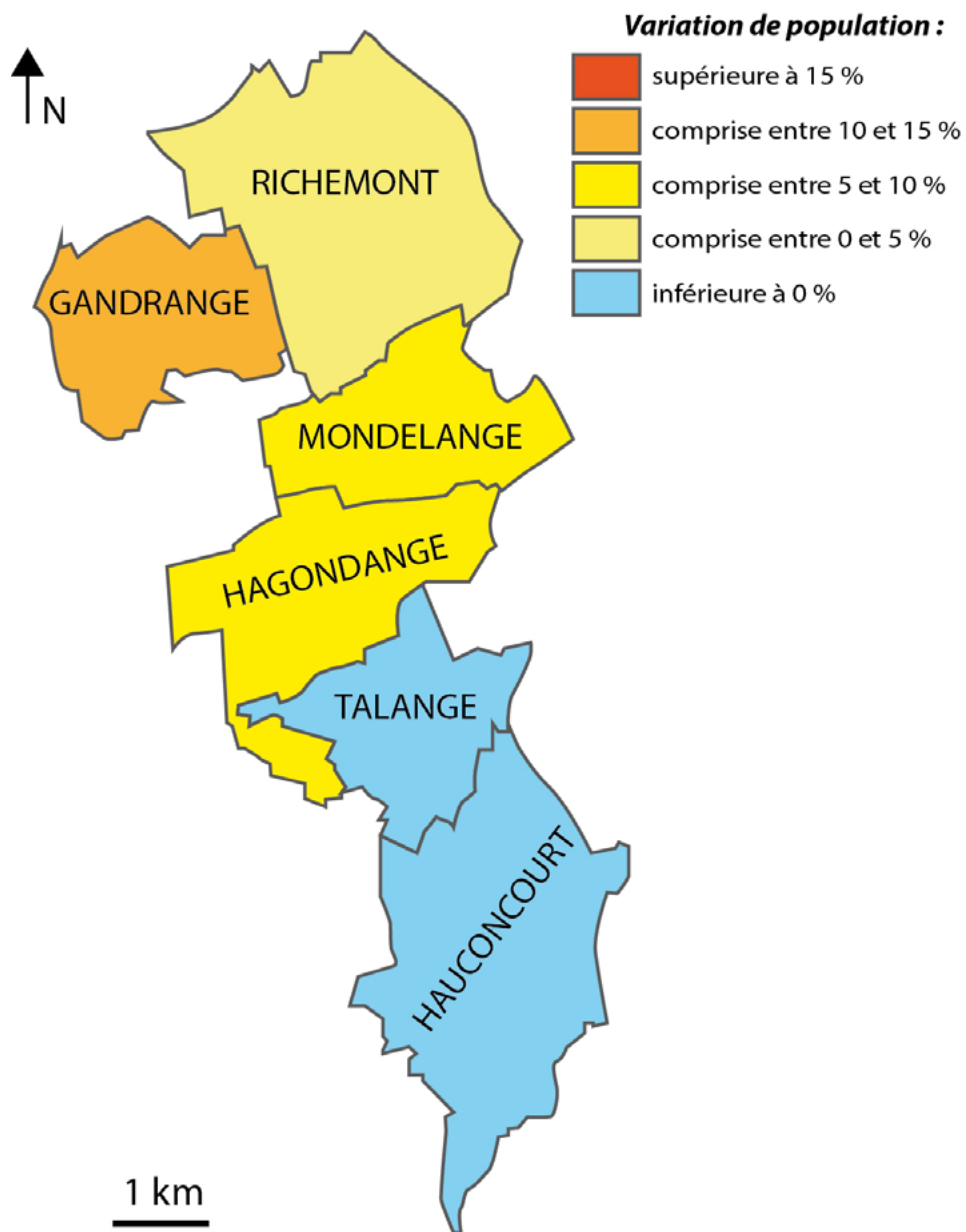 Variation de population :
supérieure à 15 %
comprise entre 10 et 15 %
comprise entre 5 et 10 %
comprise entre 0 et 5 %
inférieure à 0 %
N
RICHEMONT
GANDRANGE
MONDELANGE
HAGONDANGE
TALANGE
HAUCONCOURT
1 km